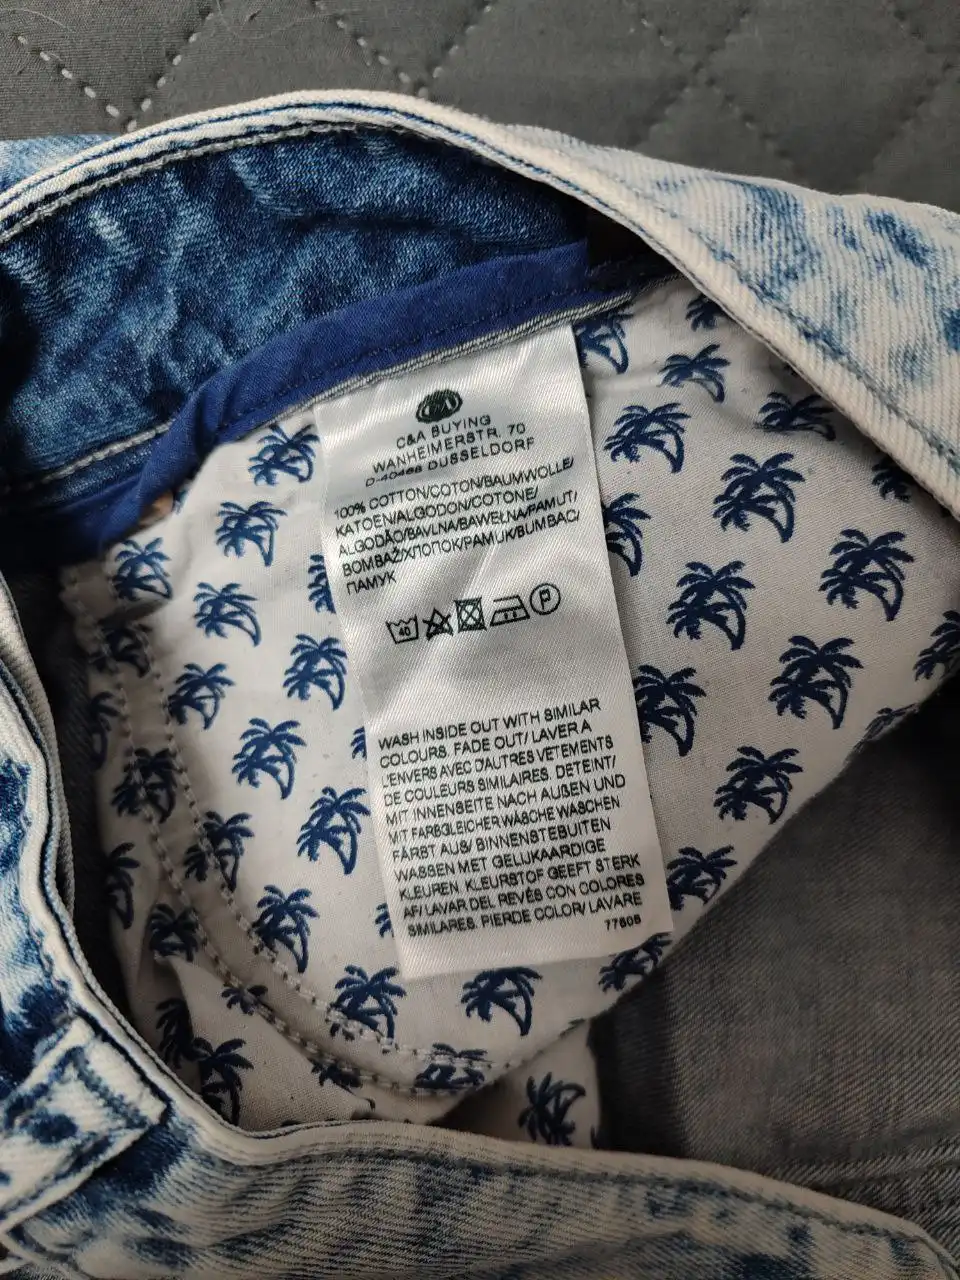 C&A BUYING
WANHEIMERSTR. 70
D-40468 DUSSELDORF
100% COTTON/COTON/BAUMWOLLE/
KATOEN/ALGODON/COTONE/
ALGODÃO/BAVLNA/BAWEŁNA/PAMUT/
BOMBAŽ/ХЛОПОК/PAMUK/BUMBAC/
ПАМУК
40
P
WASH INSIDE OUT WITH SIMILAR
COLOURS. FADE OUT/ LAVER A
L'ENVERS AVEC D'AUTRES VETEMENTS
DE COULEURS SIMILAIRES. DETEINT/
MIT INNENSEITE NACH AUßEN UND
MIT FARBGLEICHER WÄSCHE WASCHEN
FÄRBT AUS/ BINNENSTEBUITEN
WASSEN MET GELIJKAARDIGE
KLEUREN. KLEURSTOF GEEFT STERK
AF/ LAVAR DEL REVÉS CON COLORES
SIMILARES. PIERDE COLOR/ LAVARE
77605